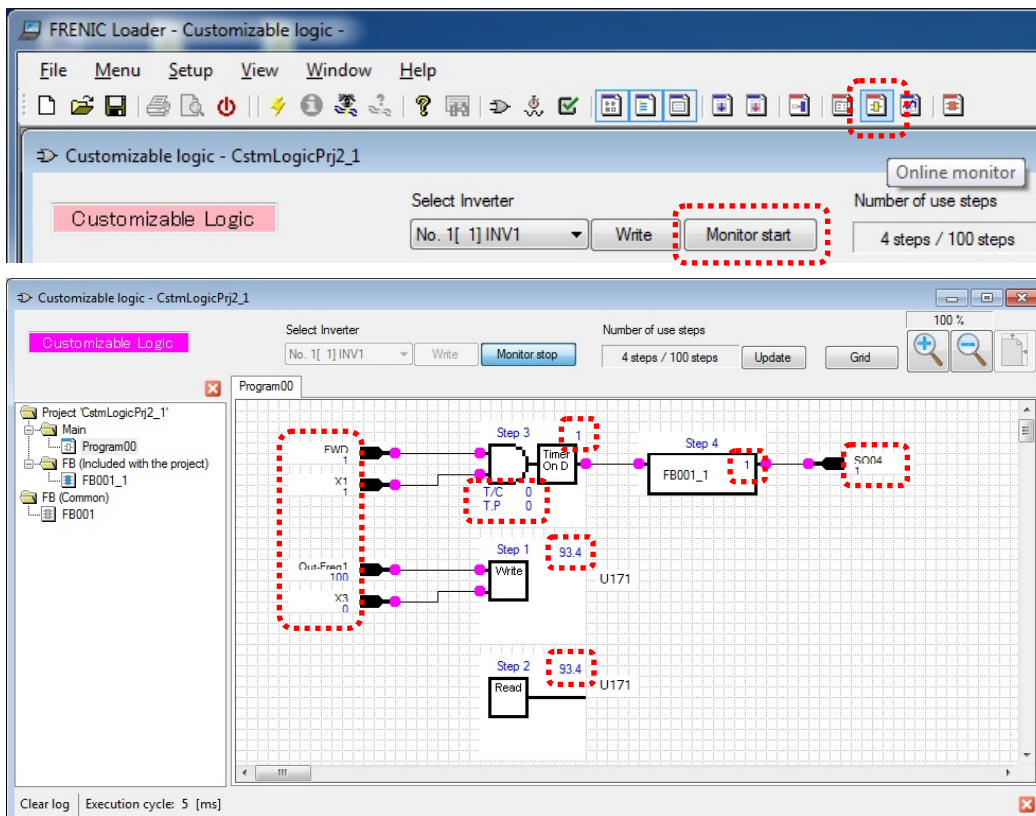 FRENIC Loader - Customizable logic -
File Menu Setup View Window Help
Customizable logic - CstmLogicPrj2_1
Online monitor
Customizable Logic
Select Inverter
No. 1[ 1] INV1
Write
Monitor start
Number of use steps
4 steps / 100 steps
Customizable logic - CstmLogicPrj2_1
Customizable Logic
Select Inverter
No. 1[ 1] INV1
Write
Monitor stop
Number of use steps
4 steps / 100 steps
Update
Grid
100 %
Project 'CstmLogicPrj2_1'
Main
Program00
FB (Included with the project)
FB001_1
FB (Common)
FB001
Program00
FWD
1
X1
1
Step 3
1
Timer
On D
T/C 0
T.P 0
Step 4
FB001_1
1
SO04
1
Out-Freq1
100
X3
0
Step 1
93.4
Write
U171
Step 2
93.4
Read
U171
Clear log
Execution cycle: 5 [ms]